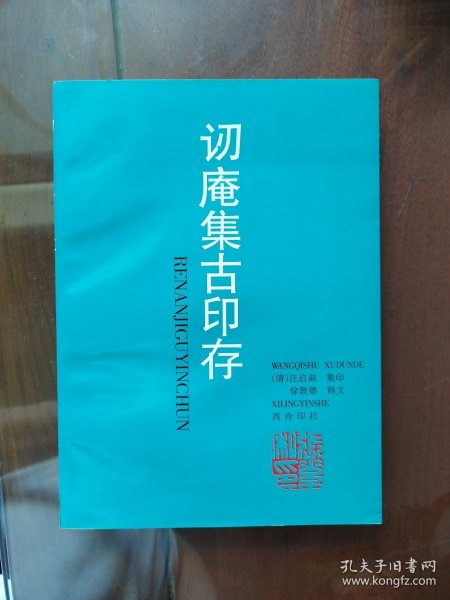 讱庵集古印存
RENANJIGUYINCHUN
WANGQISHU XUDUNDE
(清)汪启淑 集印
徐敦德 释文
XILINGYINSHE
西泠印社
孔夫子旧书网
www.kongfz.com